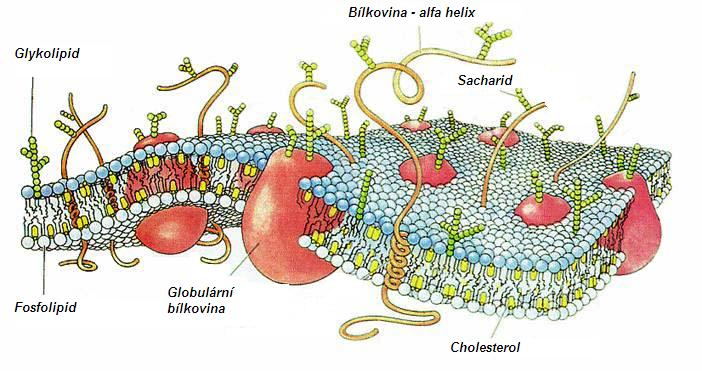 Bílkovina - alfa helix
Glykolipid
Sacharid
Fosfolipid
Globulární
bílkovina
Cholesterol